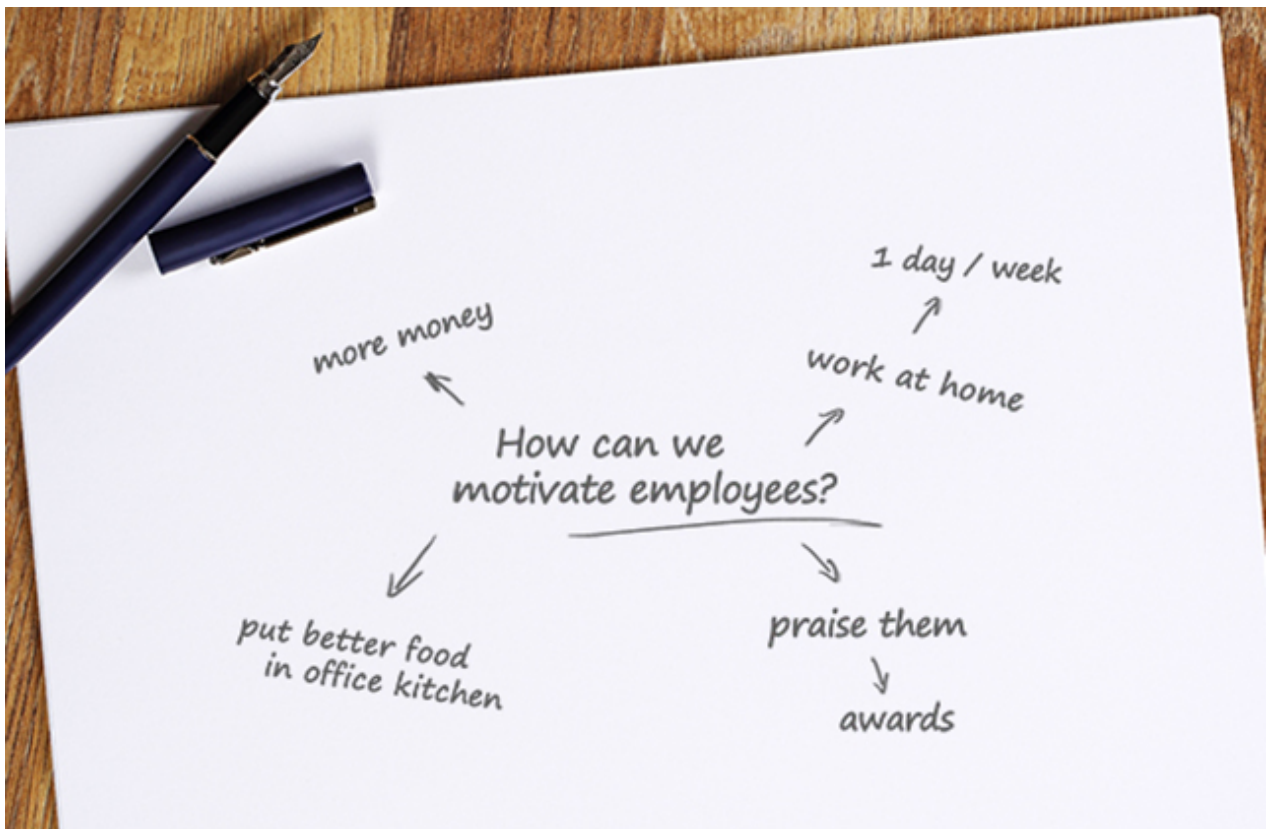 1 day / week
more money
work at home
How can we
motivate employees?
put better food
in office kitchen
praise them
awards